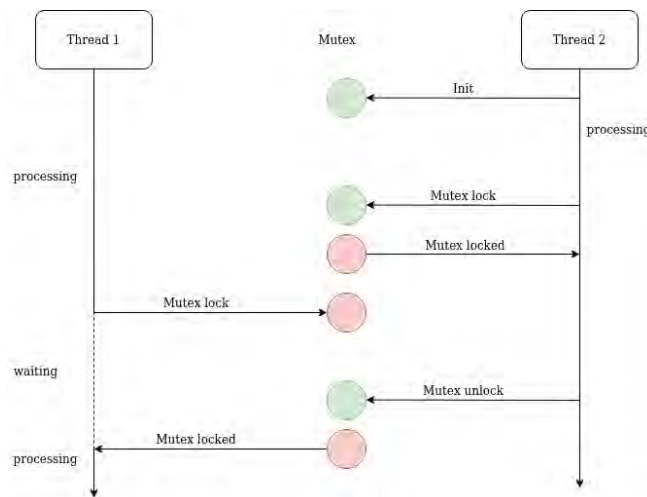 Thread 1
Mutex
Thread 2
Init
processing
processing
Mutex lock
Mutex locked
Mutex lock
waiting
Mutex unlock
Mutex locked
processing